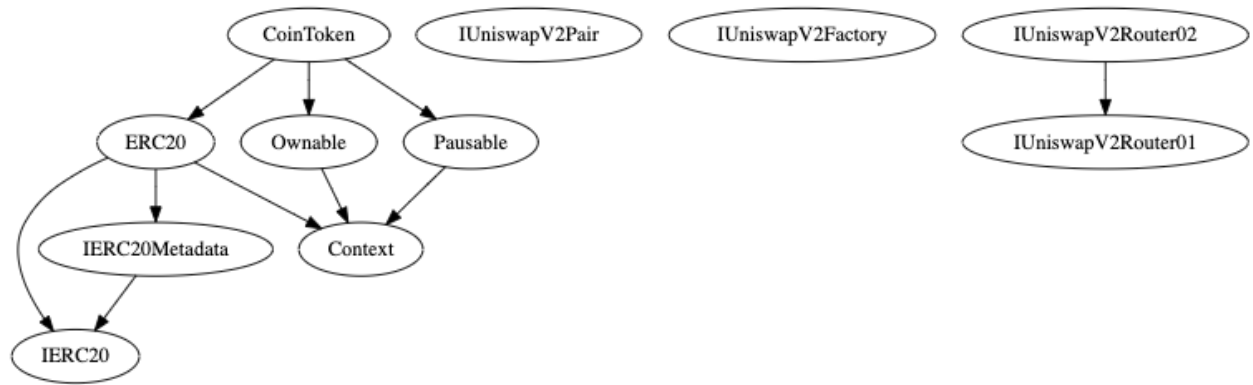 CoinToken
IUniswapV2Pair
IUniswapV2Factory
IUniswapV2Router02
ERC20
Ownable
Pausable
IUniswapV2Router01
IERC20Metadata
Context
IERC20